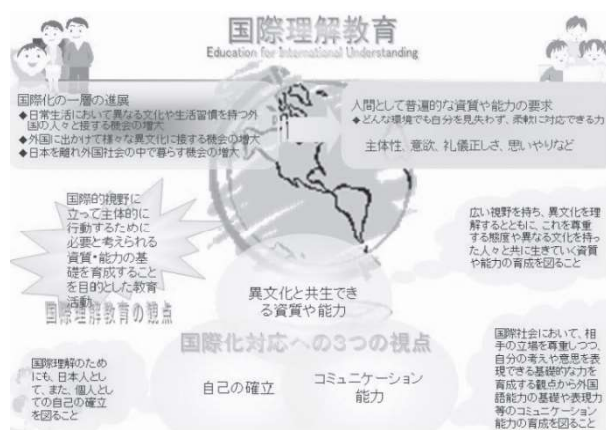 国際理解教育
Education for International Understanding
国際化の一層の進展
◆日常生活において異なる文化や生活習慣を持つ外
国の人々と接する機会の増大
◆外国に出かけて様々な異文化に接する機会の増大
◆日本を離れ外国社会の中で暮らす機会の増大
人間として普遍的な資質や能力の要求
◆どんな環境でも自分を見失わず、柔軟に対応できる力
主体性、意欲、礼儀正しさ、思いやりなど
国際的視野に
立って主体的に
行動するために
必要と考えられる
資質・能力の基
礎を育成すること
を目的とした教育
活動
国際理解教育の観点
広い視野を持ち、異文化を理
解するとともに、これを尊重
する態度や異なる文化を持っ
た人々と共に生きていく資質
や能力の育成を図ること
異文化と共生でき
る資質や能力
国際化対応への3つの視点
国際理解のため
にも、日本人とし
て、また、個人とし
ての自己の確立
を図ること
自己の確立
コミュニケーション
能力
国際社会において、相
手の立場を尊重しつつ、
自分の考えや意思を表
現できる基礎的な力を
育成する観点から外国
語能力の基礎や表現力
等のコミュニケーション
能力の育成を図ること